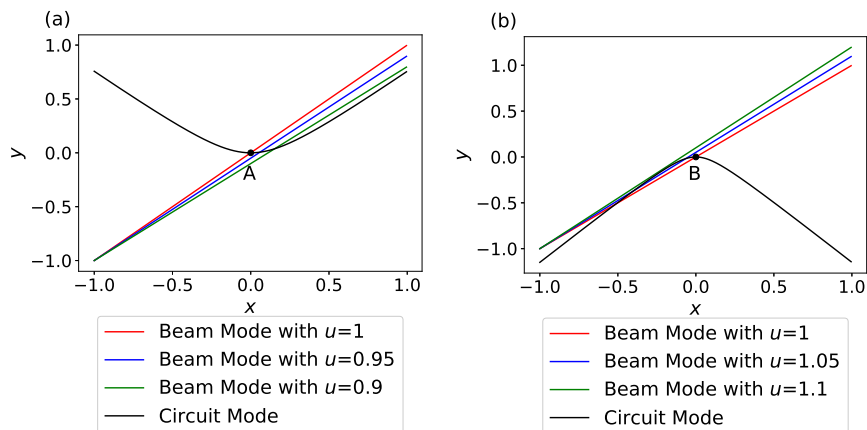 (a)
1.0
0.5
0.0
−0.5
−1.0
y
A
−1.0 −0.5 0.0 0.5 1.0
x
Beam Mode with u=1
Beam Mode with u=0.95
Beam Mode with u=0.9
Circuit Mode
(b)
1.0
0.5
0.0
−0.5
−1.0
y
B
−1.0 −0.5 0.0 0.5 1.0
x
Beam Mode with u=1
Beam Mode with u=1.05
Beam Mode with u=1.1
Circuit Mode